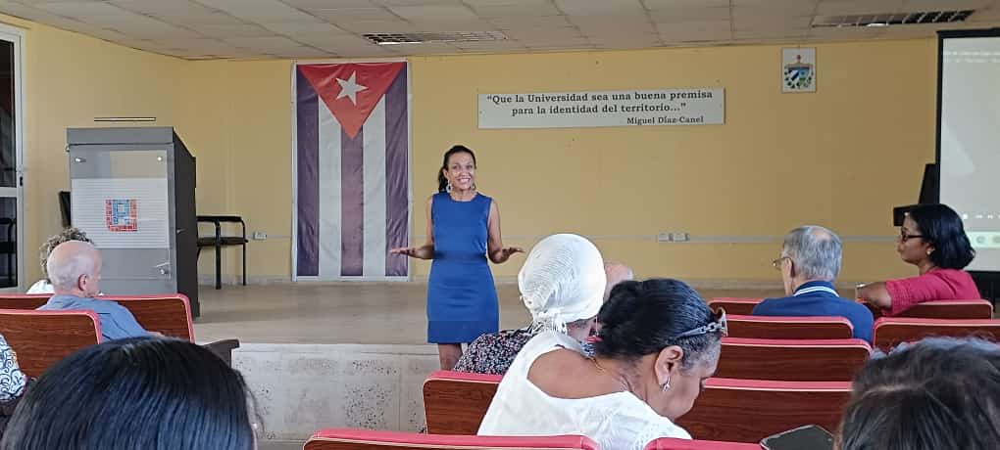 “Que la Universidad sea una buena premisa
para la identidad del territorio...”
Miguel Díaz-Canel